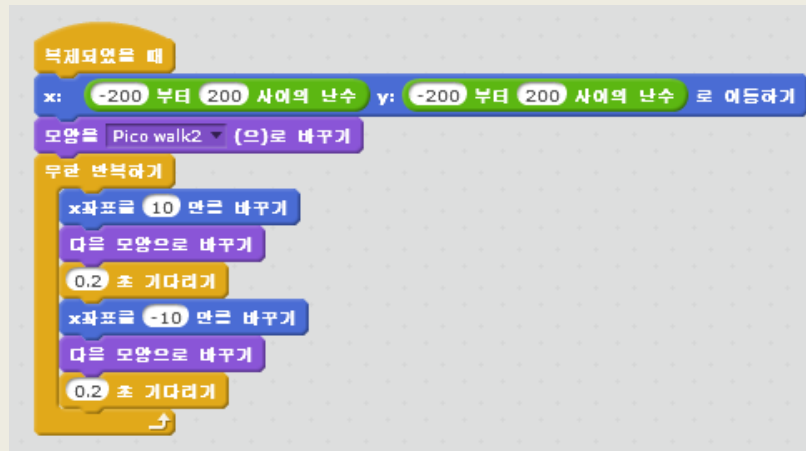 복제되었을 때
x: -200 부터 200 사이의 난수 y: -200 부터 200 사이의 난수 로 이동하기
모양을 Pico walk2 (으)로 바꾸기
무한 반복하기
x좌표를 10 만큼 바꾸기
다음 모양으로 바꾸기
0.2 초 기다리기
x좌표를 -10 만큼 바꾸기
다음 모양으로 바꾸기
0.2 초 기다리기